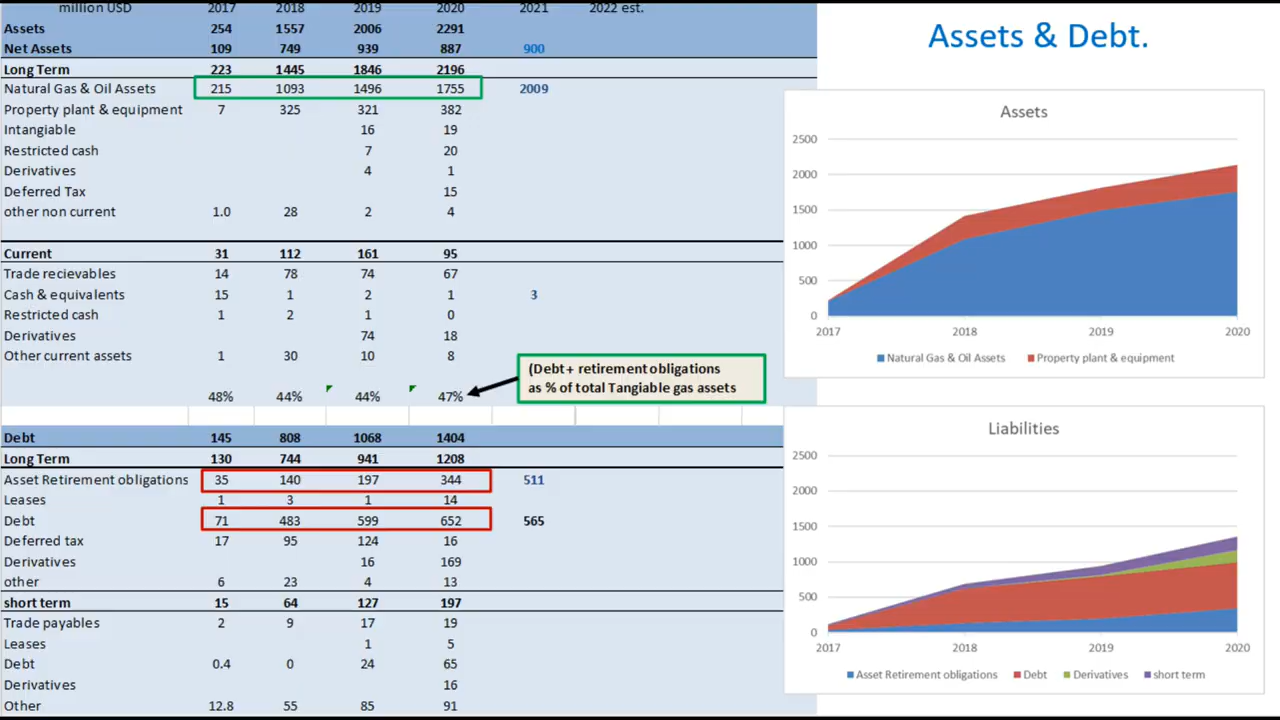 million USD 2017 2018 2019 2020 2021 2022 est.
Assets 254 1557 2006 2291
Net Assets 109 749 939 887 900
Long Term 223 1445 1846 2196
Natural Gas & Oil Assets 215 1093 1496 1755 2009
Property plant & equipment 7 325 321 382
Intangiable 16 19
Restricted cash 7 20
Derivatives 4 1
Deferred Tax 15
other non current 1.0 28 2 4
Current 31 112 161 95
Trade recievables 14 78 74 67
Cash & equivalents 15 1 2 1 3
Restricted cash 1 2 1 0
Derivatives 74 18
Other current assets 1 30 10 8
(Debt + retirement obligations
as % of total Tangiable gas assets
48% 44% 44% 47%
Debt 145 808 1068 1404
Long Term 130 744 941 1208
Asset Retirement obligations 35 140 197 344 511
Leases 1 3 1 14
Debt 71 483 599 652 565
Deferred tax 17 95 124 16
Derivatives 16 169
other 6 23 4 13
short term 15 64 127 197
Trade payables 2 9 17 19
Leases 1 5
Debt 0.4 0 24 65
Derivatives 16
Other 12.8 55 85 91
Assets & Debt.
Assets
2500
2000
1500
1000
500
0
2017 2018 2019 2020
Natural Gas & Oil Assets Property plant & equipment
Liabilities
2500
2000
1500
1000
500
0
2017 2018 2019 2020
Asset Retirement obligations Debt Derivatives short term